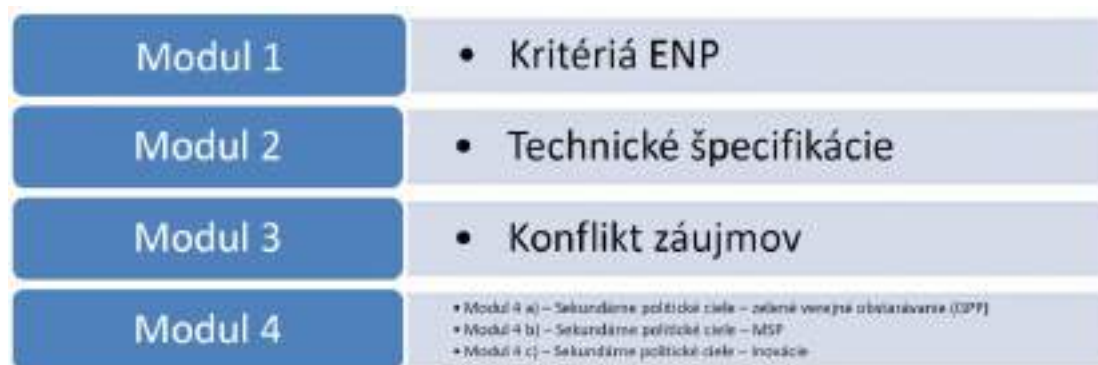 Modul 1
• Kritériá ENP
Modul 2
• Technické špecifikácie
Modul 3
• Konflikt záujmov
Modul 4
• Modul 4 a) – Sekundárne politické ciele – zelené verejné obstarávanie (GPP)
• Modul 4 b) – Sekundárne politické ciele – MSP
• Modul 4 c) – Sekundárne politické ciele – Inovácie